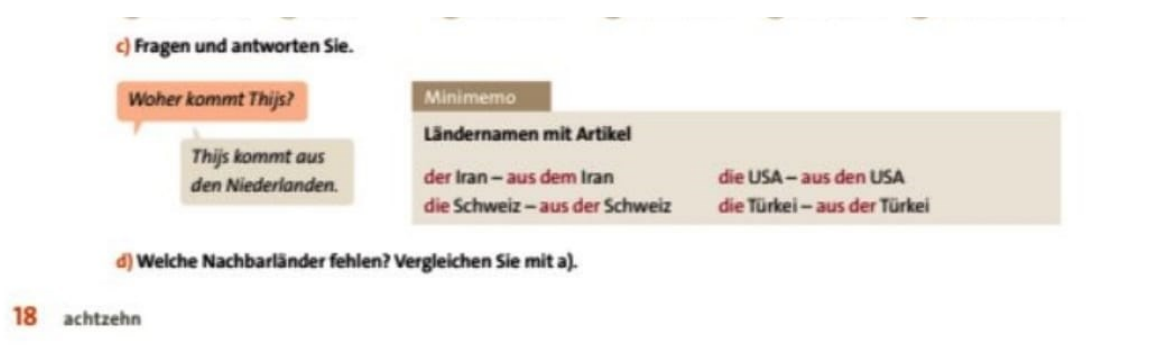 c) Fragen und antworten Sie.
Woher kommt Thijs?
Thijs kommt aus
den Niederlanden.
Minimemo
Ländernamen mit Artikel
der Iran – aus dem Iran
die USA – aus den USA
die Schweiz – aus der Schweiz
die Türkei – aus der Türkei
d) Welche Nachbarländer fehlen? Vergleichen Sie mit a).
18 achtzehn